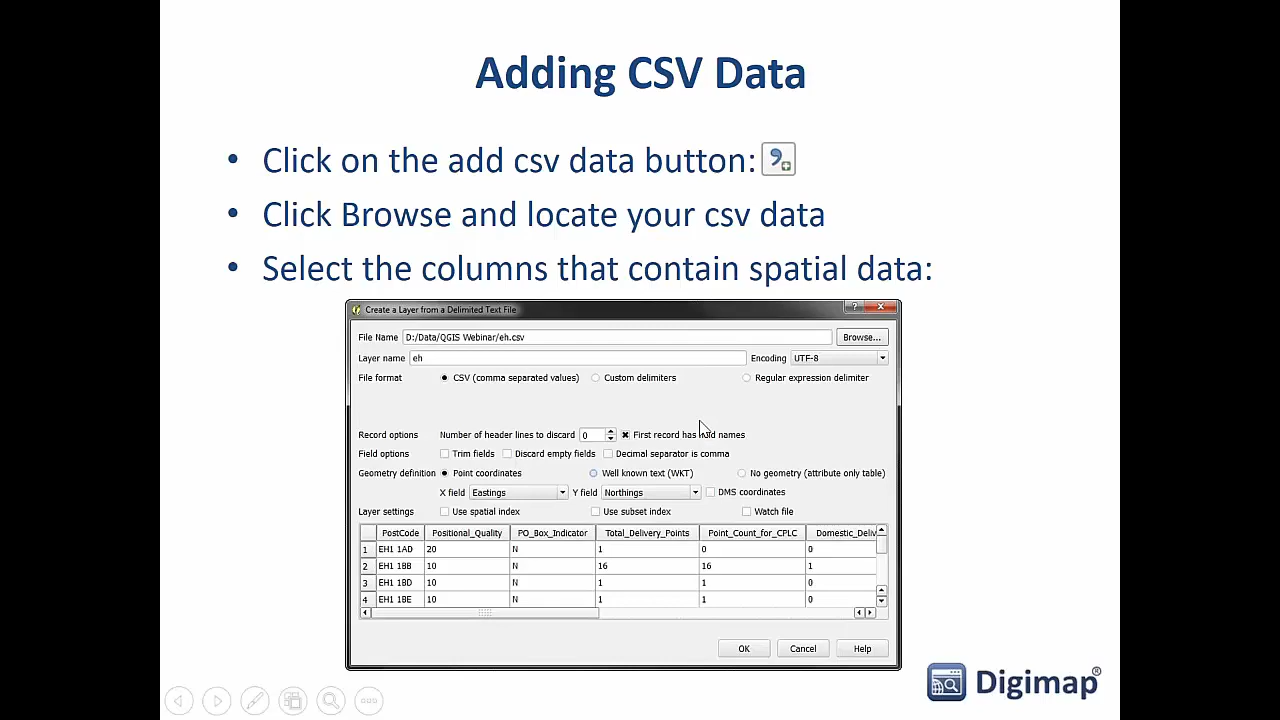 Adding CSV Data
• Click on the add csv data button:
• Click Browse and locate your csv data
• Select the columns that contain spatial data:
Create a Layer from a Delimited Text File
File Name D:/Data/QGIS Webinar/eh.csv Browse...
Layer name eh Encoding UTF-8
File format CSV (comma separated values) Custom delimiters Regular expression delimiter
Record options Number of header lines to discard 0 First record has names
Field options Trim fields Discard empty fields Decimal separator is comma
Geometry definition Point coordinates Well known text (WKT) No geometry (attribute only table)
X field Eastings Y field Northings DMS coordinates
Layer settings Use spatial index Use subset index Watch file
PostCode Positional_Quality PO_Box_Indicator Total_Delivery_Points Point_Count_for_CPLC Domestic_Deliv
1 EH1 1AD 20 N 1 0 0
2 EH1 1BB 10 N 16 16 1
3 EH1 1BD 10 N 1 1 0
4 EH1 1BE 10 N 1 1 0
OK Cancel Help
Digimap®